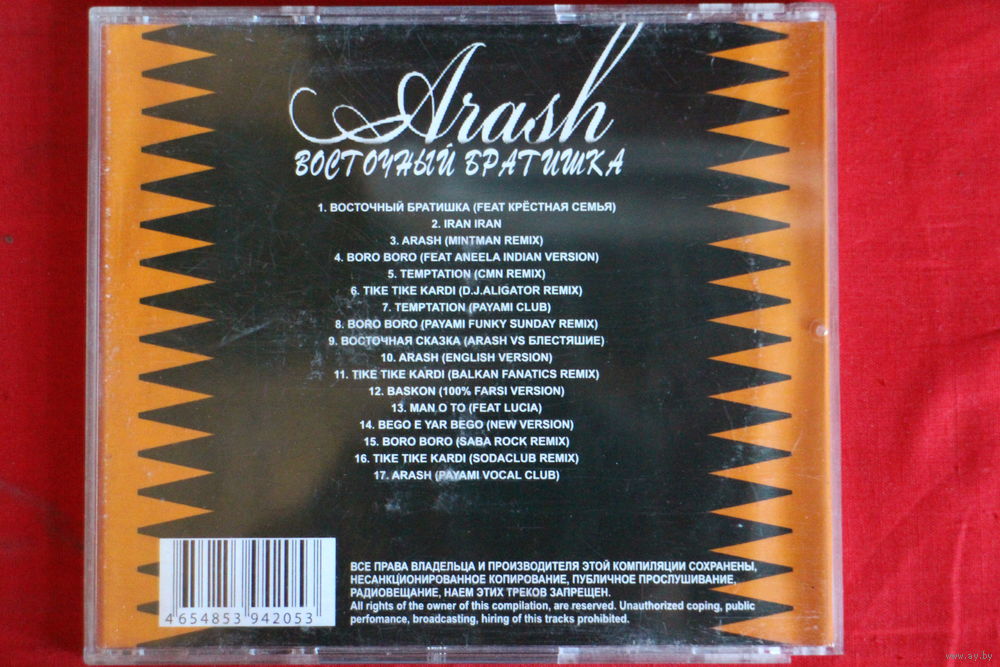 Arash
ВОСТОЧНЫЙ БРАТИШКА
1. ВОСТОЧНЫЙ БРАТИШКА (FEAT КРЁСТНАЯ СЕМЬЯ)
2. IRAN IRAN
3. ARASH (MINTMAN REMIX)
4. BORO BORO (FEAT ANEELA INDIAN VERSION)
5. TEMPTATION (CMN REMIX)
6. TIKE TIKE KARDI (D.J.ALIGATOR REMIX)
7. TEMPTATION (PAYAMI CLUB)
8. BORO BORO (PAYAMI FUNKY SUNDAY REMIX)
9. ВОСТОЧНАЯ СКАЗКА (ARASH VS БЛЕСТЯШИЕ)
10. ARASH (ENGLISH VERSION)
11. TIKE TIKE KARDI (BALKAN FANATICS REMIX)
12. BASKON (100% FARSI VERSION)
13. MAN O TO (FEAT LUCIA)
14. BEGO E YAR BEGO (NEW VERSION)
15. BORO BORO (SABA ROCK REMIX)
16. TIKE TIKE KARDI (SODACLUB REMIX)
17. ARASH (PAYAMI VOCAL CLUB)
ВСЕ ПРАВА ВЛАДЕЛЬЦА И ПРОИЗВОДИТЕЛЯ ЭТОЙ КОМПИЛЯЦИИ СОХРАНЕНЫ,
НЕСАНКЦИОНИРОВАННОЕ КОПИРОВАНИЕ, ПУБЛИЧНОЕ ПРОСЛУШИВАНИЕ,
РАДИОВЕЩАНИЕ, НАЕМ ЭТИХ ТРЕКОВ ЗАПРЕЩЕН.
All rights of the owner of this compilation, are reserved. Unauthorized coping, public
perfomance, broadcasting, hiring of this tracks prohibited.
4 654853 942053
www.ay.by